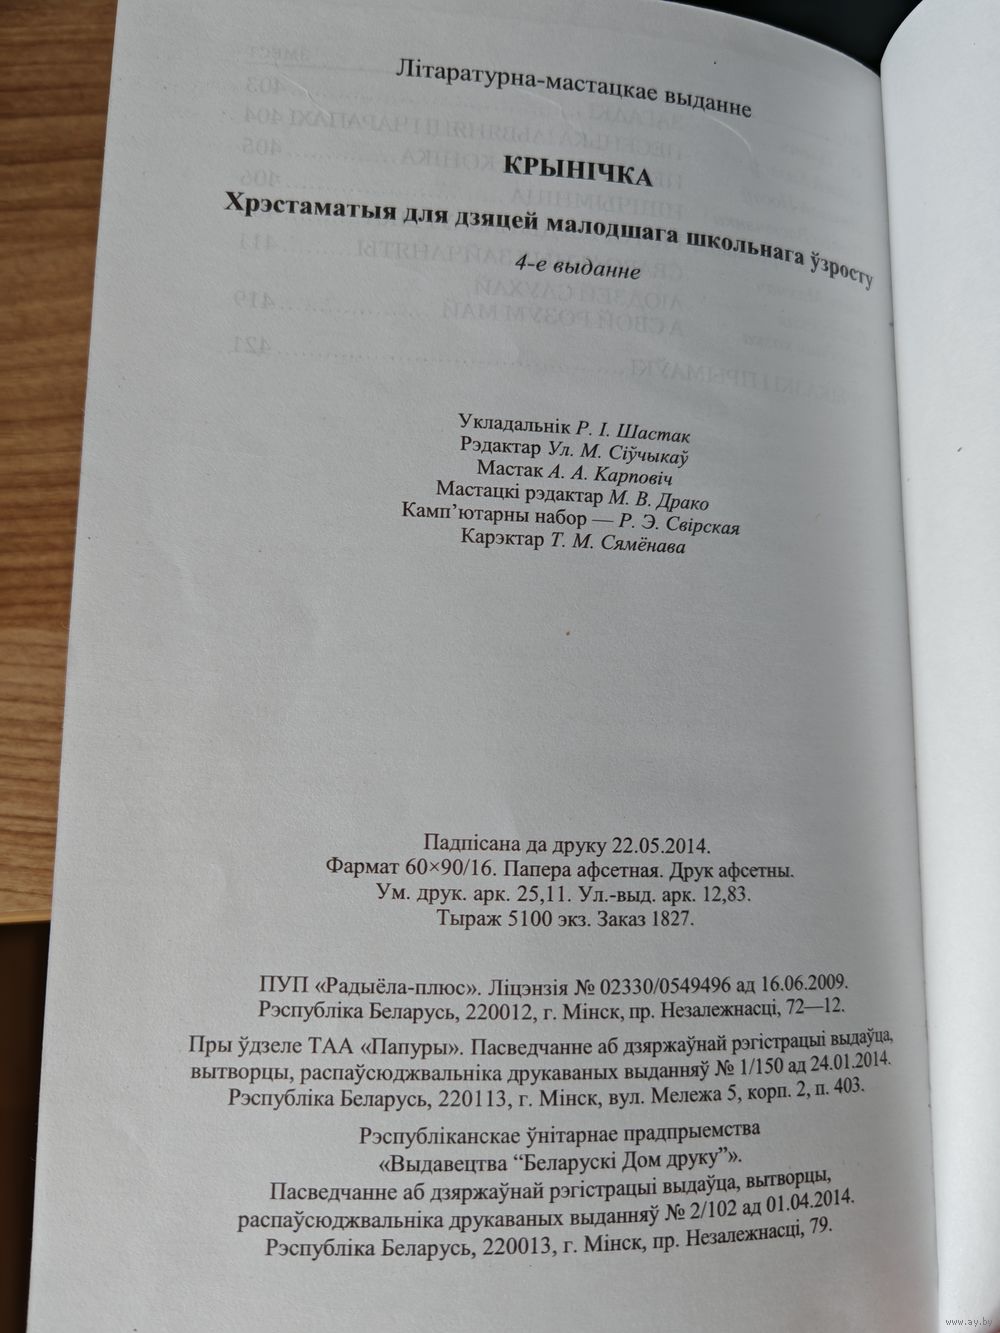 Літаратурна-мастацкае выданне
КРЫНІЧКА
Хрэстаматыя для дзяцей малодшага школьнага ўзросту
4-е выданне
Укладальнік Р. І. Шастак
Рэдактар Ул. М. Сіўчыкаў
Мастак А. А. Карповіч
Мастацкі рэдактар М. В. Драко
Камп’ютарны набор — Р. Э. Свірская
Карэктар Т. М. Сямёнава
Падпісана да друку 22.05.2014.
Фармат 60×90/16. Папера афсетная. Друк афсетны.
Ум. друк. арк. 25,11. Ул.-выд. арк. 12,83.
Тыраж 5100 экз. Заказ 1827.
ПУП «Радыёла-плюс». Ліцэнзія № 02330/0549496 ад 16.06.2009.
Рэспубліка Беларусь, 220012, г. Мінск, пр. Незалежнасці, 72—12.
Пры ўдзеле ТАА «Папуры». Пасведчанне аб дзяржаўнай рэгістрацыі выдаўца,
вытворцы, распаўсюджвальніка друкаваных выданняў № 1/150 ад 24.01.2014.
Рэспубліка Беларусь, 220113, г. Мінск, вул. Мележа 5, корп. 2, п. 403.
Рэспубліканскае ўнітарнае прадпрыемства
«Выдавецтва “Беларускі Дом друку”».
Пасведчанне аб дзяржаўнай рэгістрацыі выдаўца, вытворцы,
распаўсюджвальніка друкаваных выданняў № 2/102 ад 01.04.2014.
Рэспубліка Беларусь, 220013, г. Мінск, пр. Незалежнасці, 79.
www.ay.by